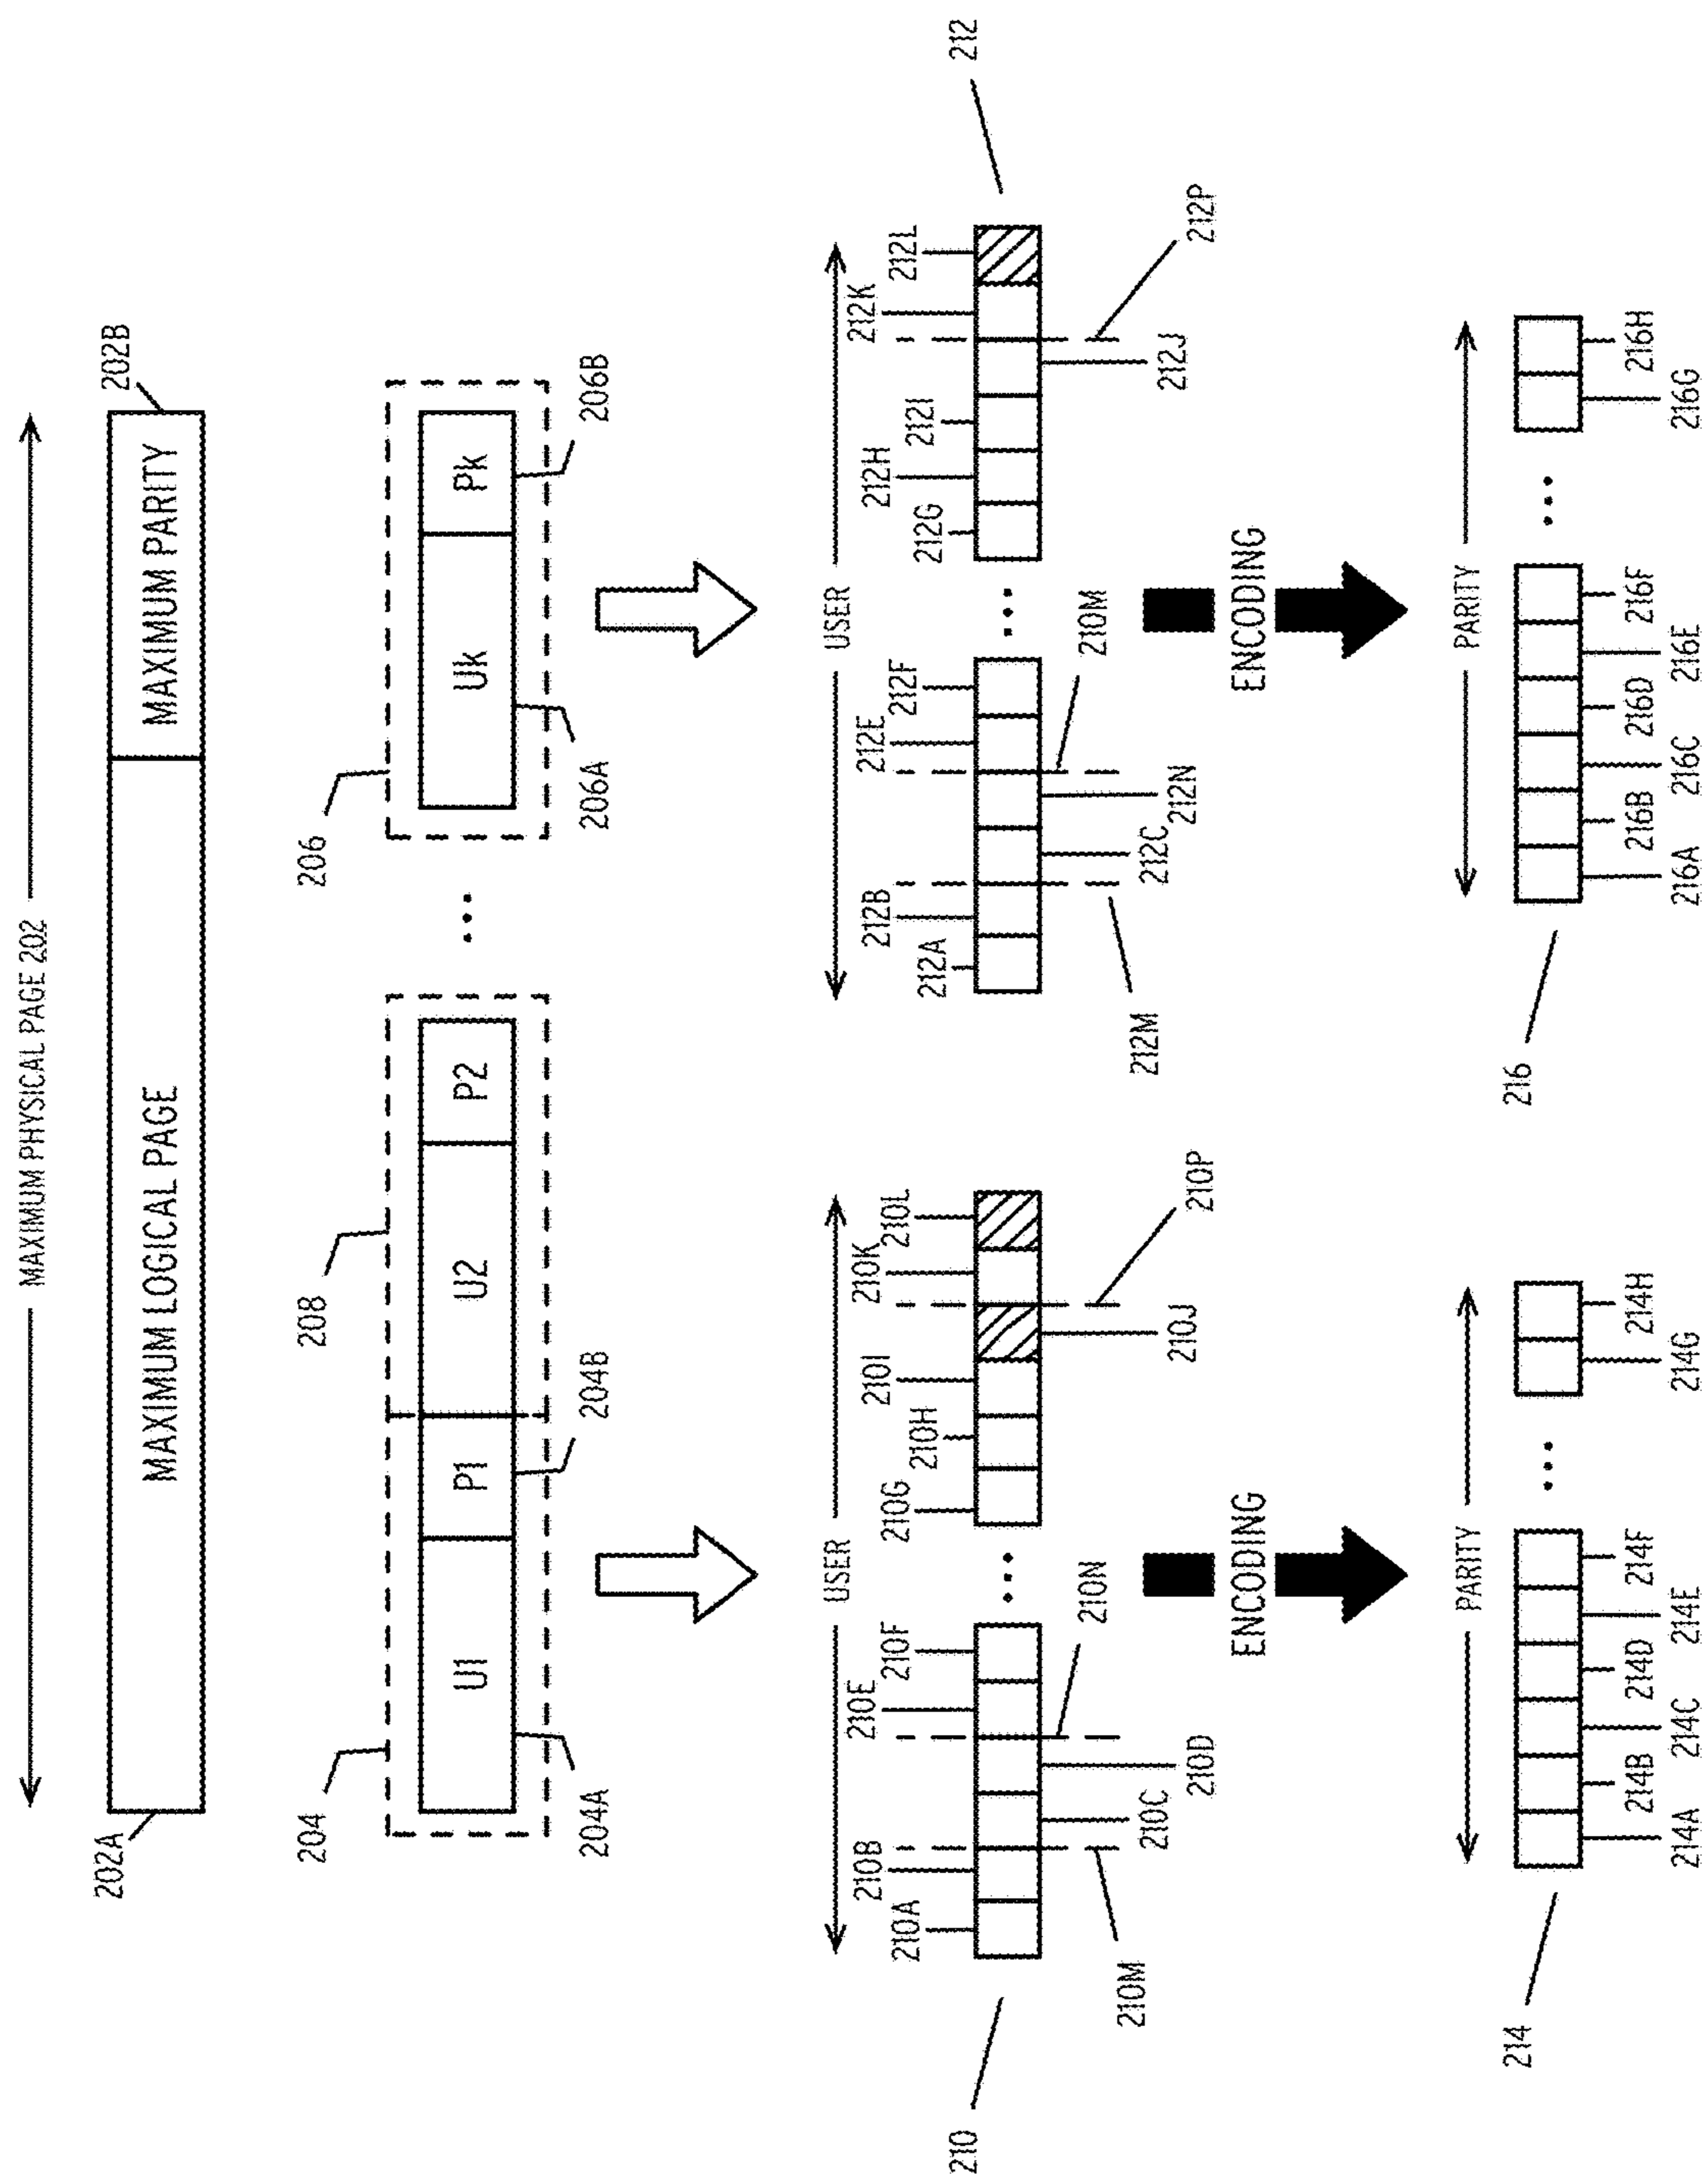 MAXIMUM PHYSICAL PAGE 202
202A
MAXIMUM LOGICAL PAGE
MAXIMUM PARITY
202B
204
208
206
U1
P1
U2
P2
...
Uk
Pk
204A
204B
206A
206B
USER
210A
210B
210E
210F
210G
210H
210I
210K
210L
...
210
210M
210C
210D
210N
210J
210P
ENCODING
PARITY
...
214
214A
214B
214C
214D
214E
214F
214G
214H
USER
212A
212B
212E
212F
212G
212H
212I
212K
212L
...
212
212M
212C
212N
210M
212J
212P
ENCODING
PARITY
...
216
216A
216B
216C
216D
216E
216F
216G
216H